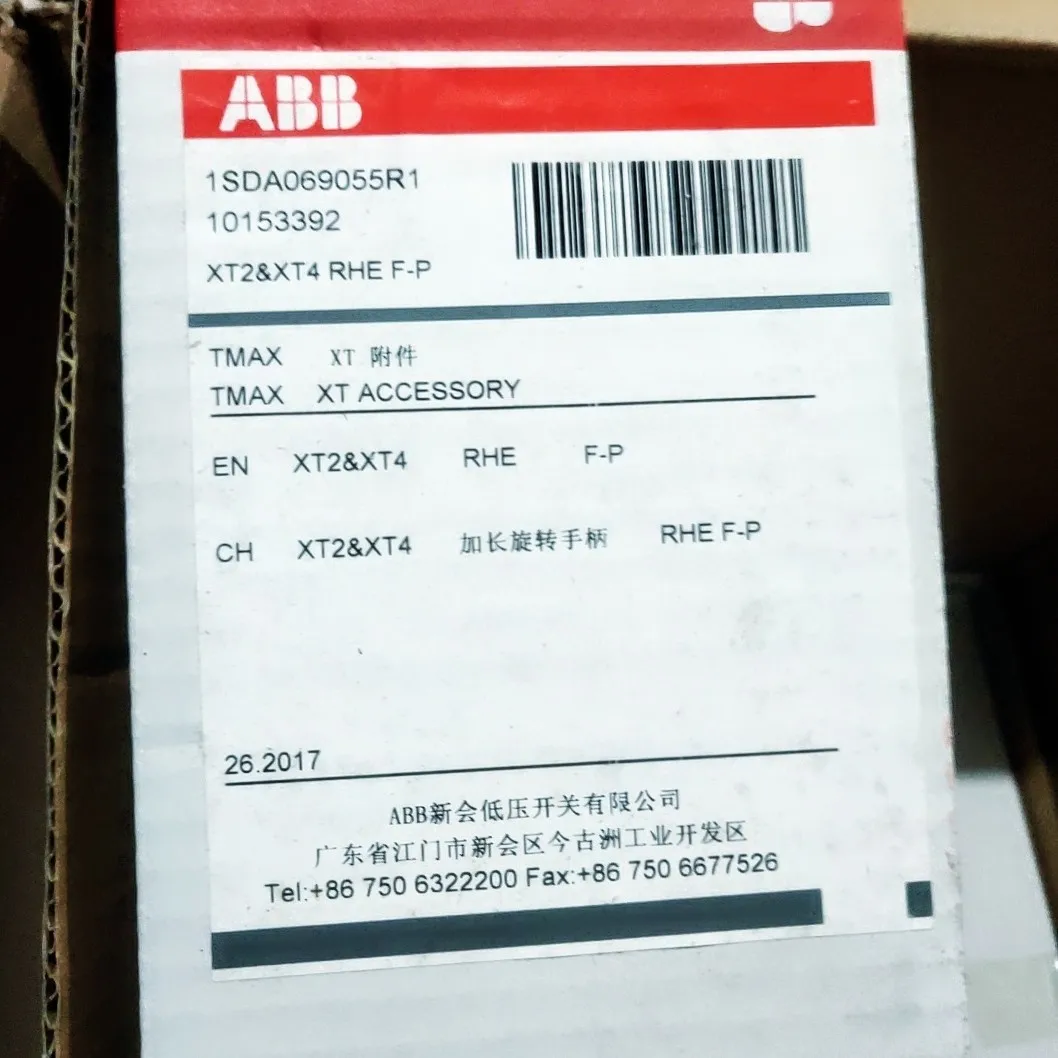 ABB
1SDA069055R1
10153392
XT2&XT4 RHE F-P
TMAX XT 附件
TMAX XT ACCESSORY
EN XT2&XT4 RHE F-P
CH XT2&XT4 加长旋转手柄 RHE F-P
26.2017
ABB新会低压开关有限公司
广东省江门市新会区今古洲工业开发区
Tel:+86 750 6322200 Fax:+86 750 6677526